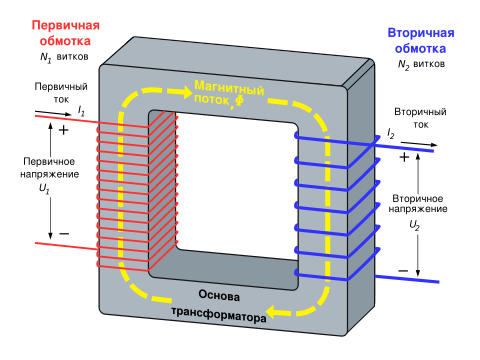 Первичная
обмотка
N1 витков
Первичный
ток
I1
+
Первичное
напряжение
U1
−
Магнитный
поток, Φ
Основа
трансформатора
Вторичная
обмотка
N2 витков
Вторичный
ток
I2
+
Вторичное
напряжение
U2
−